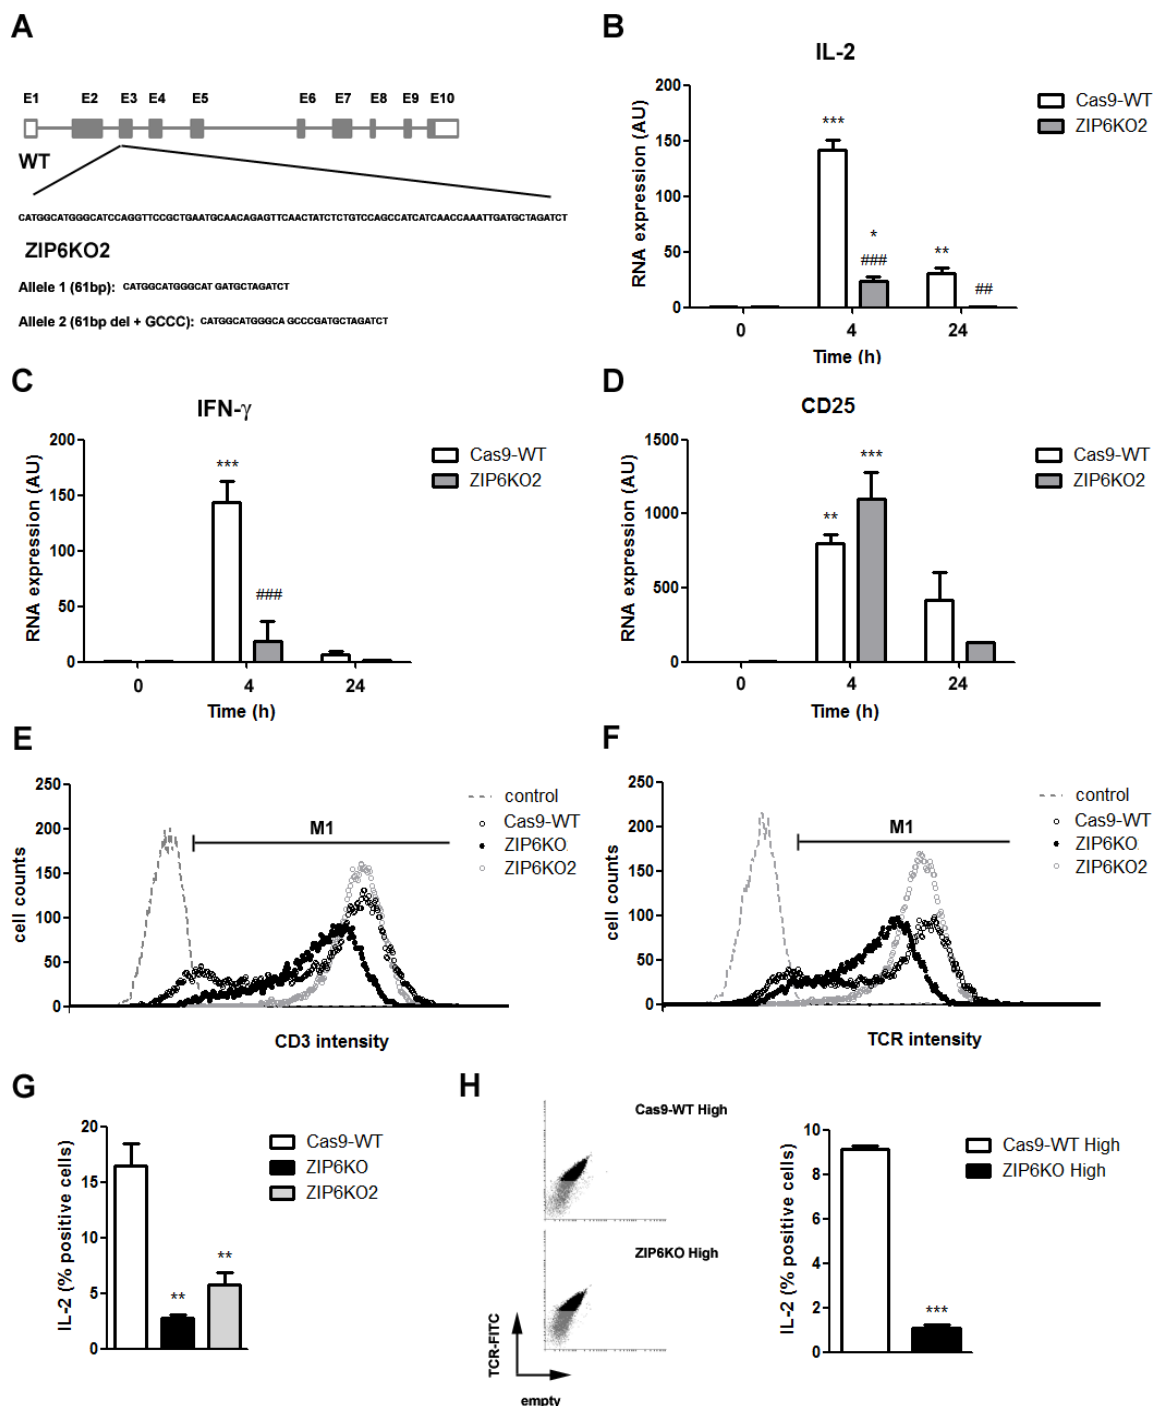 A
E1 E2 E3 E4 E5 E6 E7 E8 E9 E10
WT
CATGGCATGGGCATCCAGGTTCCGCTGAATGCAACAGAGTTCAACTATCTCTGTCCAGCCATCATCAACCAAATTGATGCTAGATCT
ZIP6KO2
Allele 1 (61bp): CATGGCATGGGCAT GATGCTAGATCT
Allele 2 (61bp del + GCCC): CATGGCATGGGCA GCCCGATGCTAGATCT
B
IL-2
RNA expression (AU)
200
150
100
50
0
***
*
###
**
##
0 4 24
Time (h)
Cas9-WT
ZIP6KO2
C
IFN-γ
RNA expression (AU)
200
150
100
50
0
***
###
0 4 24
Time (h)
Cas9-WT
ZIP6KO2
D
CD25
RNA expression (AU)
1500
1000
500
0
**
***
0 4 24
Time (h)
Cas9-WT
ZIP6KO2
E
cell counts
250
200
150
100
50
0
M1
CD3 intensity
control
Cas9-WT
ZIP6KO
ZIP6KO2
F
cell counts
250
200
150
100
50
0
M1
TCR intensity
control
Cas9-WT
ZIP6KO
ZIP6KO2
G
IL-2 (% positive cells)
20
15
10
5
0
**
**
Cas9-WT
ZIP6KO
ZIP6KO2
H
Cas9-WT High
ZIP6KO High
TCR-FITC
empty
IL-2 (% positive cells)
10
8
6
4
2
0
***
Cas9-WT High
ZIP6KO High